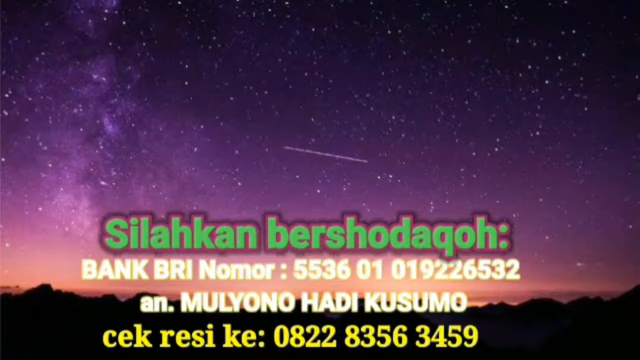 Silahkan bershodaqoh:
BANK BRI Nomor : 5536 01 019226532
an. MULYONO HADI KUSUMO
cek resi ke: 0822 8356 3459